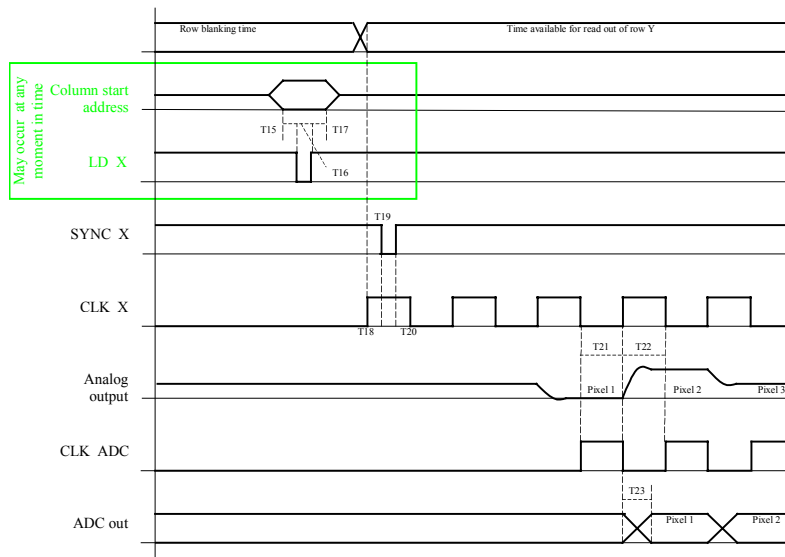 Row blanking time
Time available for read out of row Y
May occur at any
moment in time
Column start
address
T15
T17
LD X
T16
T19
SYNC X
CLK X
T18
T20
T21
T22
Analog
output
Pixel 1
Pixel 2
Pixel 3
CLK ADC
T23
ADC out
Pixel 1
Pixel 2